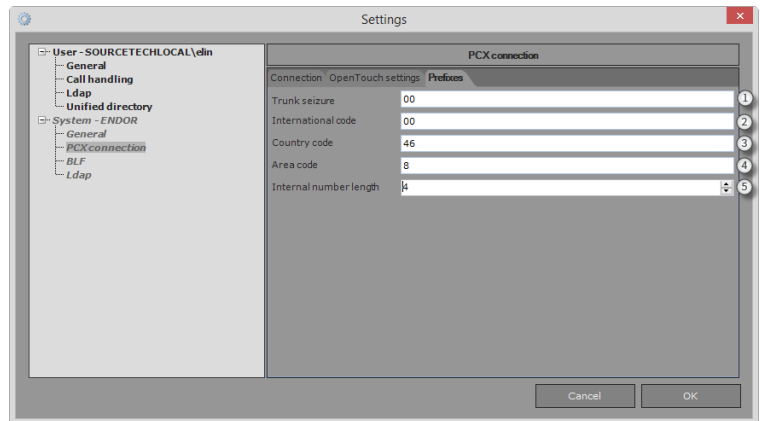 Settings
User - SOURCETECHLOCAL\elin
General
Call handling
Ldap
Unified directory
System - ENDOR
General
PCX connection
BLF
Ldap
PCX connection
Connection OpenTouch settings Prefixes
Trunk seizure 00 1
International code 00 2
Country code 46 3
Area code 8 4
Internal number length 4 5
Cancel OK